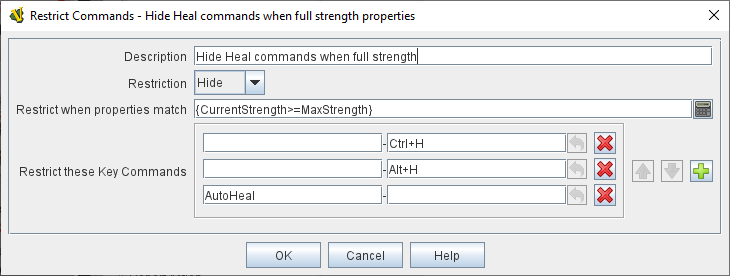 Restrict Commands - Hide Heal commands when full strength properties
Description Hide Heal commands when full strength
Restriction Hide
Restrict when properties match {CurrentStrength>=MaxStrength}
- Ctrl+H
Restrict these Key Commands - Alt+H
AutoHeal -
OK Cancel Help